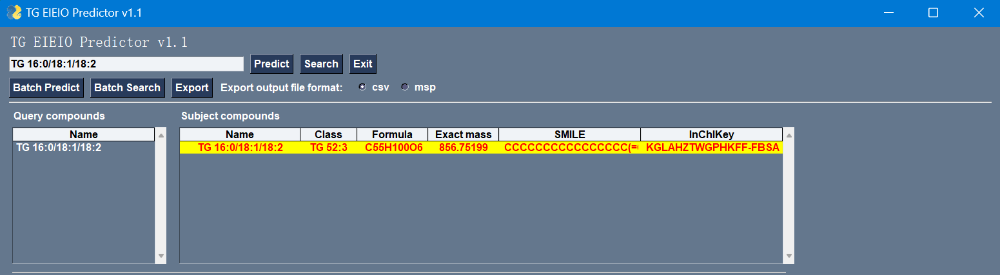 TG EIEIO Predictor v1.1
TG EIEIO Predictor v1.1
TG 16:0/18:1/18:2 Predict Search Exit
Batch Predict Batch Search Export Export output file format: csv msp
Query compounds Subject compounds
Name Name Class Formula Exact mass SMILE InChIKey
TG 16:0/18:1/18:2 TG 16:0/18:1/18:2 TG 52:3 C55H100O6 856.75199 CCCCCCCCCCCCCCCC(= KGLAHZTWGPHKFF-FBSA